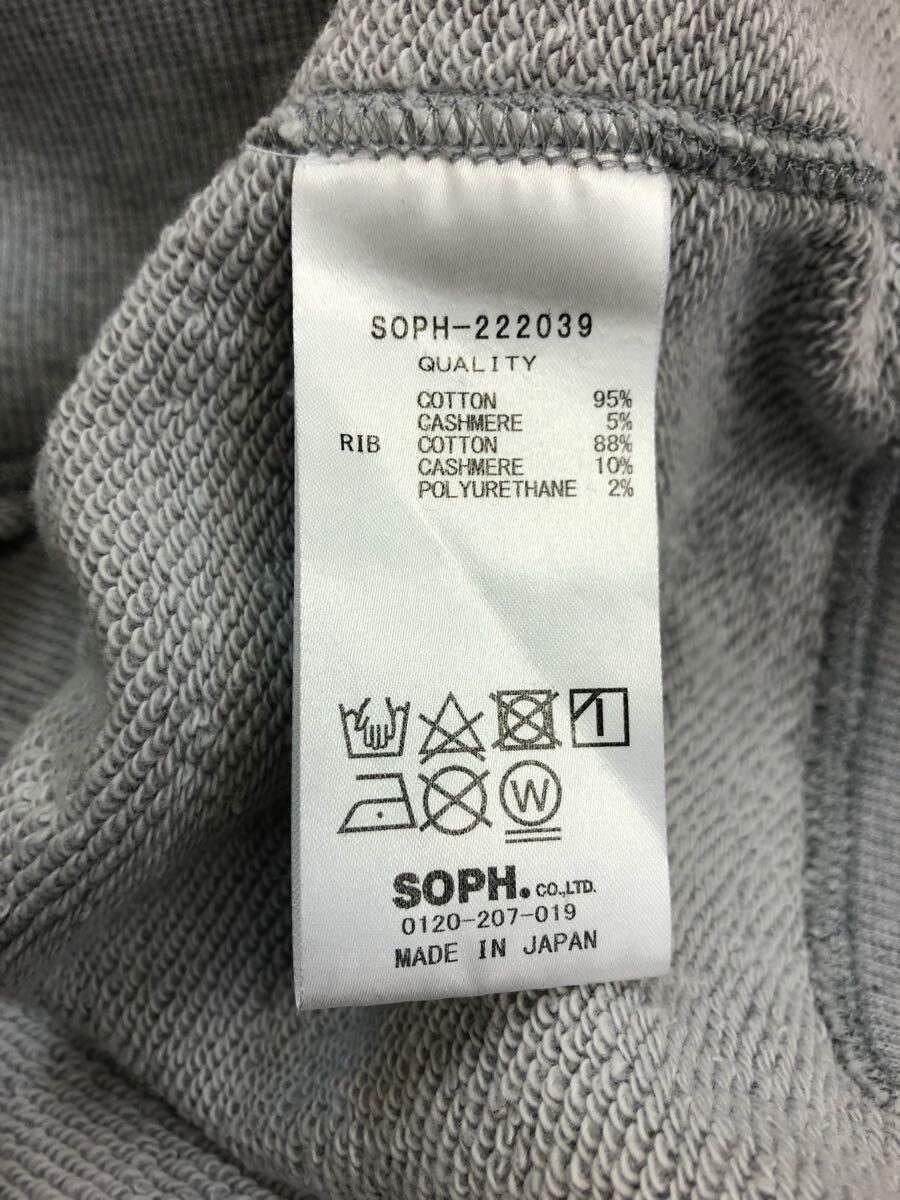 SOPH-222039
QUALITY
COTTON 95%
CASHMERE 5%
RIB COTTON 88%
CASHMERE 10%
POLYURETHANE 2%
W
SOPH. CO.,LTD.
0120-207-019
MADE IN JAPAN